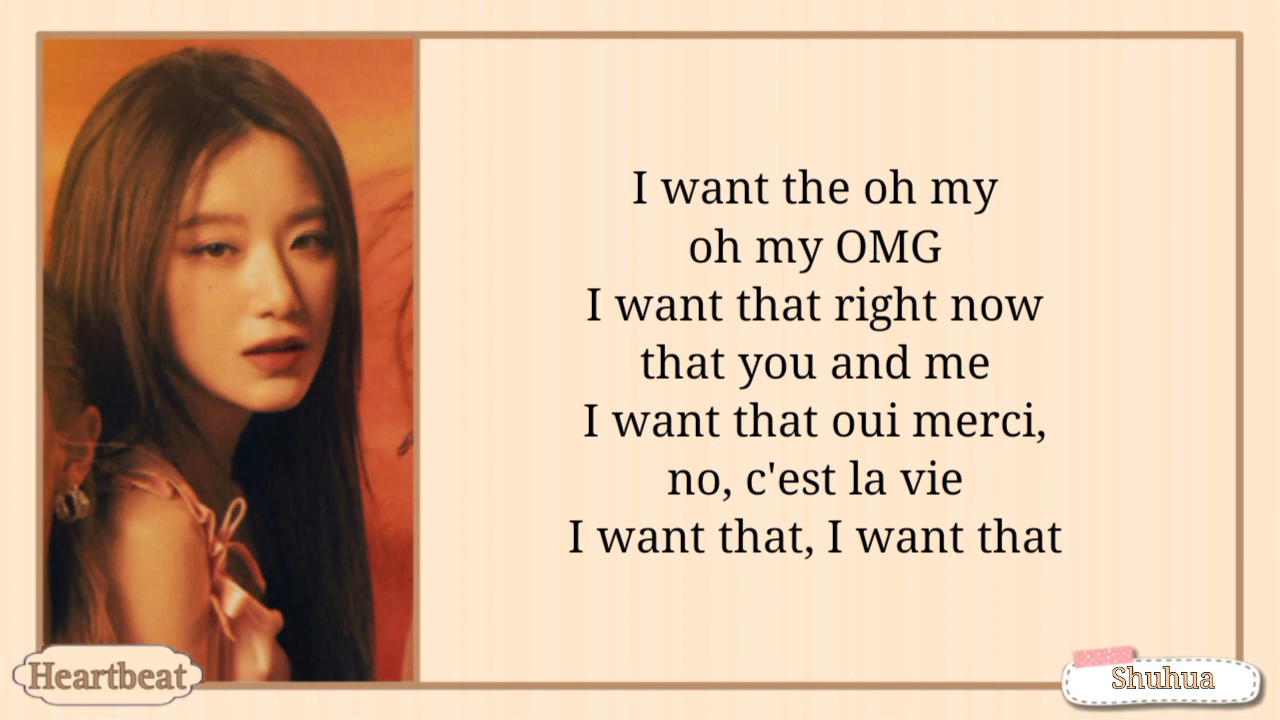 I want the oh my
oh my OMG
I want that right now
that you and me
I want that oui merci,
no, c'est la vie
I want that, I want that
Heartbeat
Shuhua